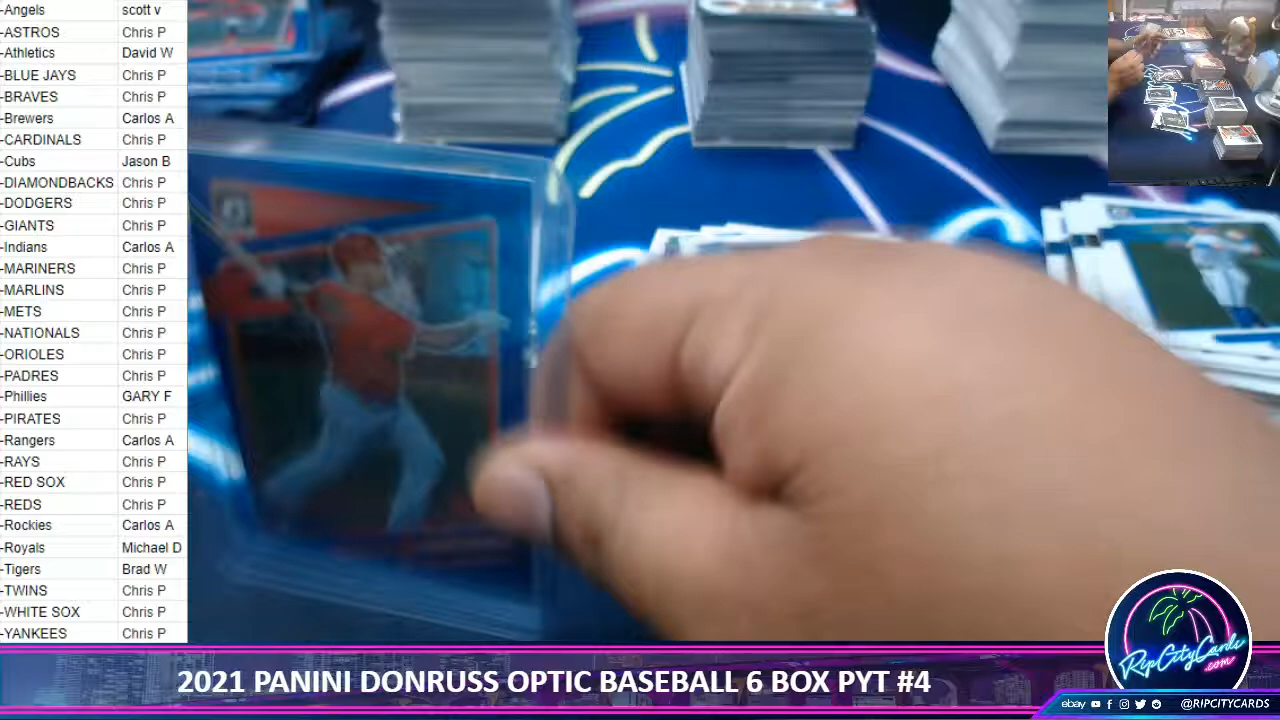 -Angels scott v
-ASTROS Chris P
-Athletics David W
-BLUE JAYS Chris P
-BRAVES Chris P
-Brewers Carlos A
-CARDINALS Chris P
-Cubs Jason B
-DIAMONDBACKS Chris P
-DODGERS Chris P
-GIANTS Chris P
-Indians Carlos A
-MARINERS Chris P
-MARLINS Chris P
-METS Chris P
-NATIONALS Chris P
-ORIOLES Chris P
-PADRES Chris P
-Phillies GARY F
-PIRATES Chris P
-Rangers Carlos A
-RAYS Chris P
-RED SOX Chris P
-REDS Chris P
-Rockies Carlos A
-Royals Michael D
-Tigers Brad W
-TWINS Chris P
-WHITE SOX Chris P
-YANKEES Chris P
RipCityCards
.com
2021 PANINI DONRUSS OPTIC BASEBALL 6 BOX PYT #4
ebay @RIPCITYCARDS